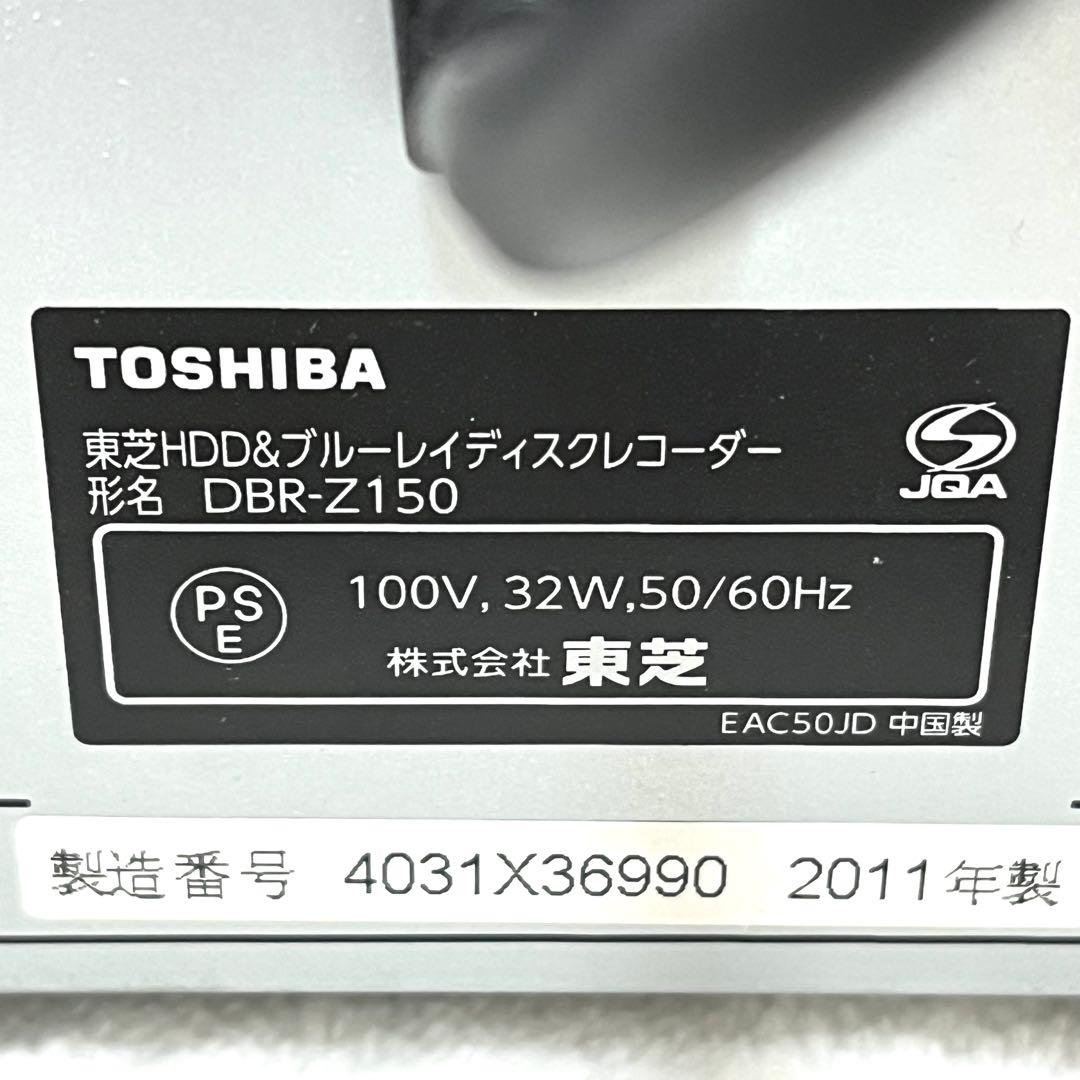 TOSHIBA
東芝HDD&ブルーレイディスクレコーダー
形名 DBR-Z150
JQA
PSE
100V, 32W,50/60Hz
株式会社 東芝
EAC50JD 中国製
製造番号 4031X36990 2011年製